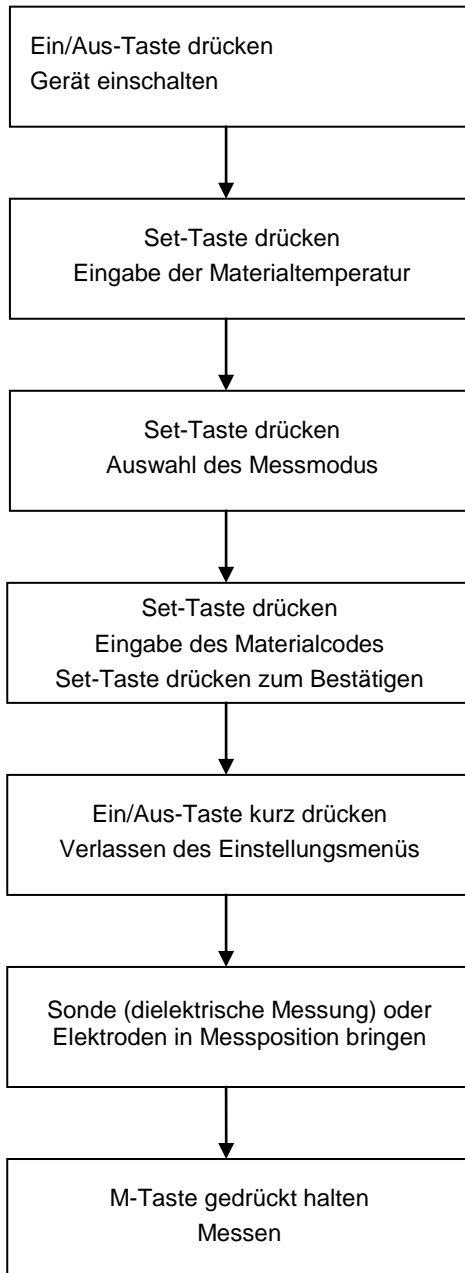 Ein/Aus-Taste drücken
Gerät einschalten
Set-Taste drücken
Eingabe der Materialtemperatur
Set-Taste drücken
Auswahl des Messmodus
Set-Taste drücken
Eingabe des Materialcodes
Set-Taste drücken zum Bestätigen
Ein/Aus-Taste kurz drücken
Verlassen des Einstellungsmenüs
Sonde (dielektrische Messung) oder
Elektroden in Messposition bringen
M-Taste gedrückt halten
Messen